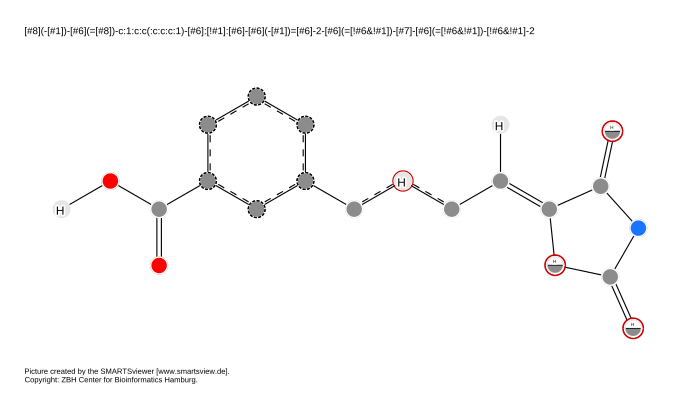 [#8](-[#1])-[#6](=[#8])-c:1:c:c(:c:c:c:1)-[#6]:[!#1]:[#6]-[#6](-[#1])=[#6]-2-[#6](=[!#6&!#1])-[#7]-[#6](=[!#6&!#1])-[!#6&!#1]-2
H
H
H
H
H
H
H
Picture created by the SMARTSviewer [www.smartsview.de].
Copyright: ZBH Center for Bioinformatics Hamburg.